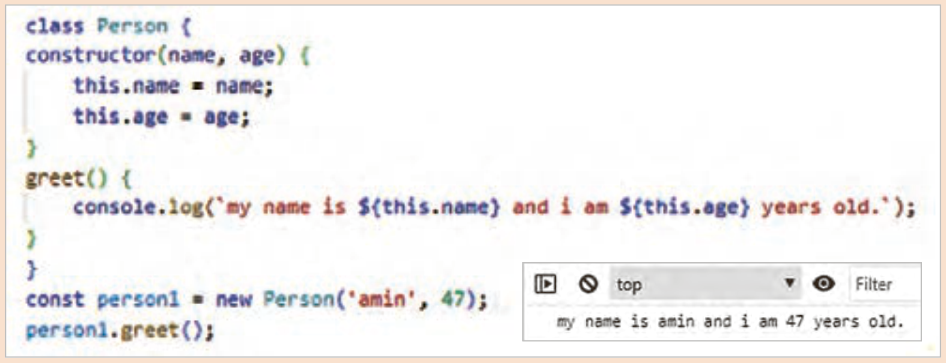 class Person {
constructor(name, age) {
    this.name = name;
    this.age = age;
}
greet() {
    console.log(`my name is ${this.name} and i am ${this.age} years old.`);
}
}
const person1 = new Person('amin', 47);
person1.greet();
top
Filter
my name is amin and i am 47 years old.